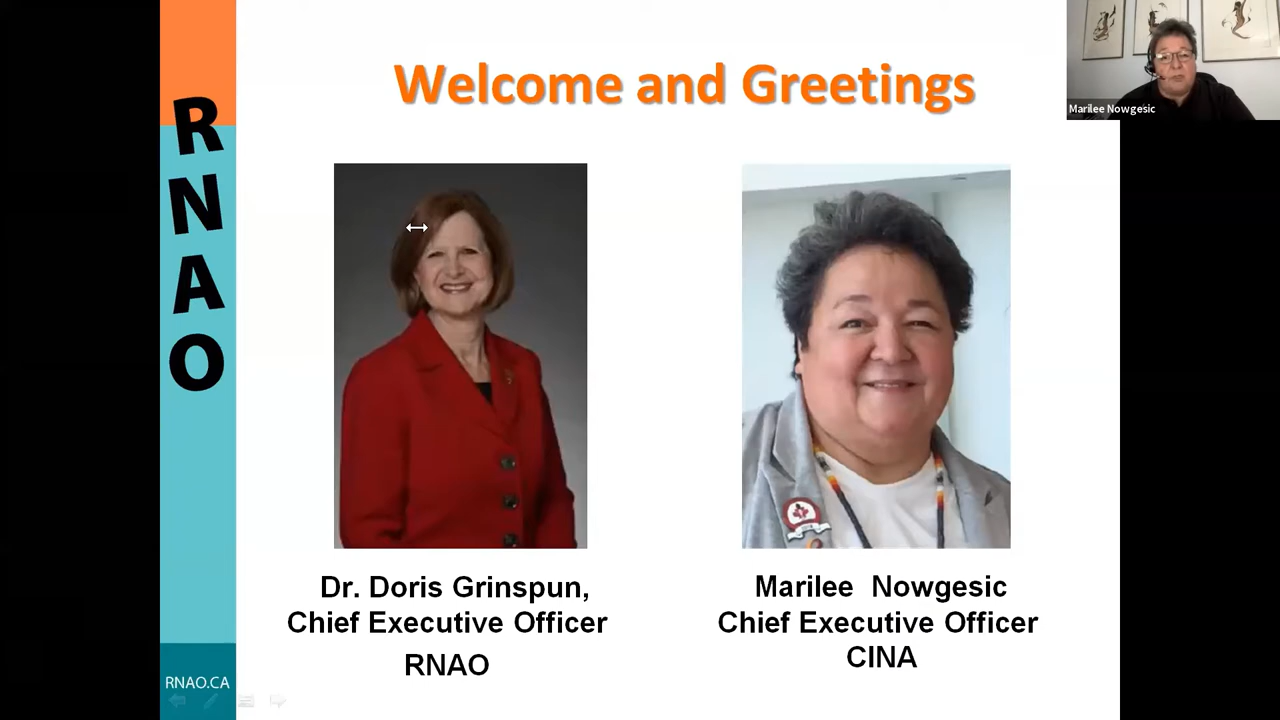 Welcome and Greetings
Marilee Nowgesic
RNAO
Dr. Doris Grinspun,
Chief Executive Officer
RNAO
Marilee Nowgesic
Chief Executive Officer
CINA
RNAO.CA